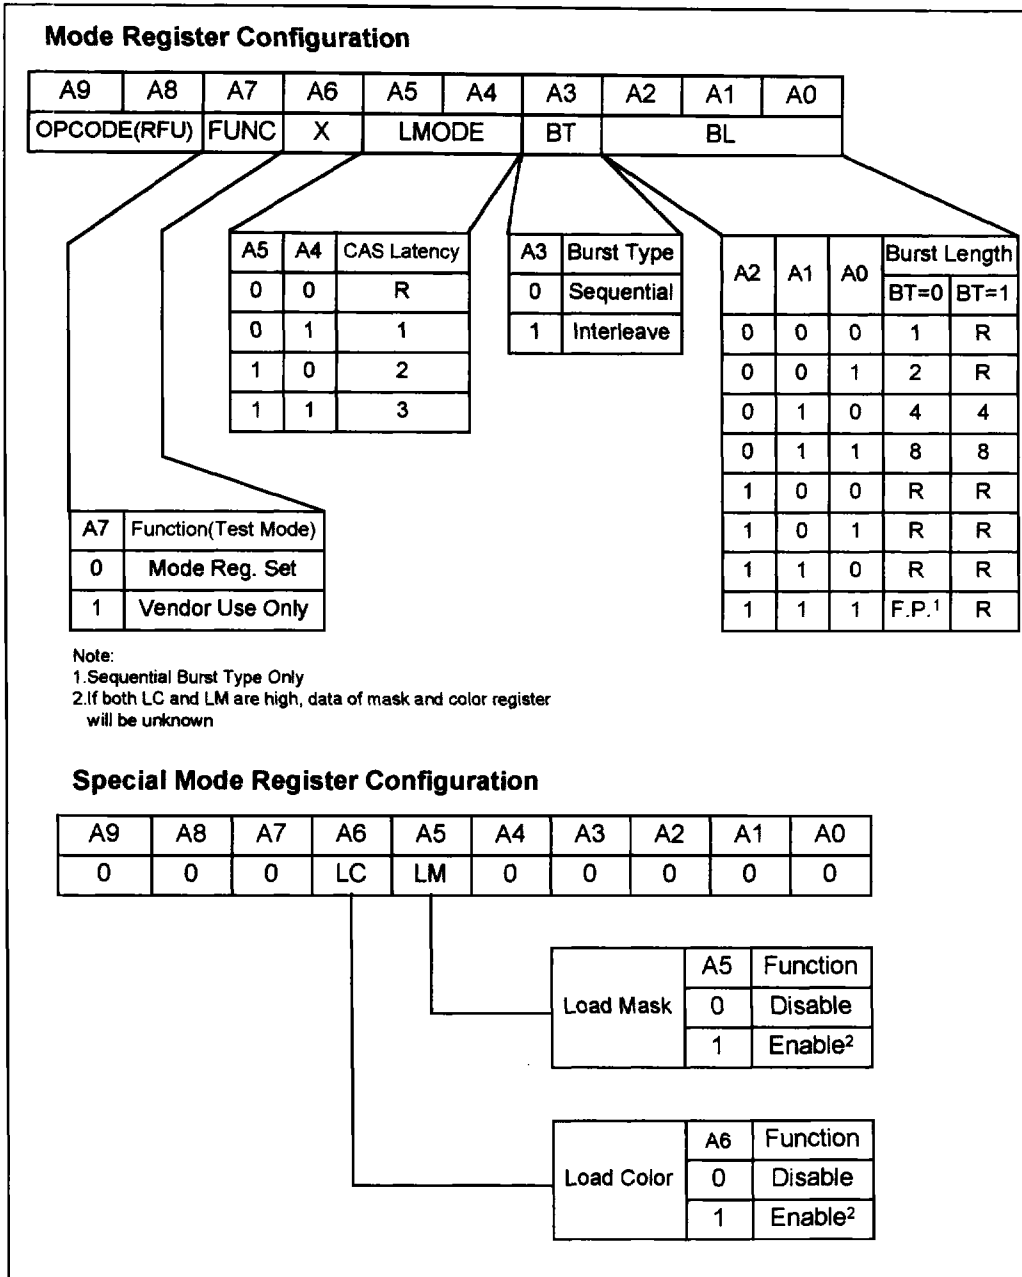 Mode Register Configuration
A9 A8 A7 A6 A5 A4 A3 A2 A1 A0
OPCODE(RFU) FUNC X LMODE BT BL
A5 A4 CAS Latency
0 0 R
0 1 1
1 0 2
1 1 3
A3 Burst Type
0 Sequential
1 Interleave
A2 A1 A0 Burst Length
BT=0 BT=1
0 0 0 1 R
0 0 1 2 R
0 1 0 4 4
0 1 1 8 8
1 0 0 R R
1 0 1 R R
1 1 0 R R
1 1 1 F.P.¹ R
A7 Function(Test Mode)
0 Mode Reg. Set
1 Vendor Use Only
Note:
1.Sequential Burst Type Only
2.If both LC and LM are high, data of mask and color register
will be unknown
Special Mode Register Configuration
A9 A8 A7 A6 A5 A4 A3 A2 A1 A0
0 0 0 LC LM 0 0 0 0 0
Load Mask
A5 Function
0 Disable
1 Enable²
Load Color
A6 Function
0 Disable
1 Enable²